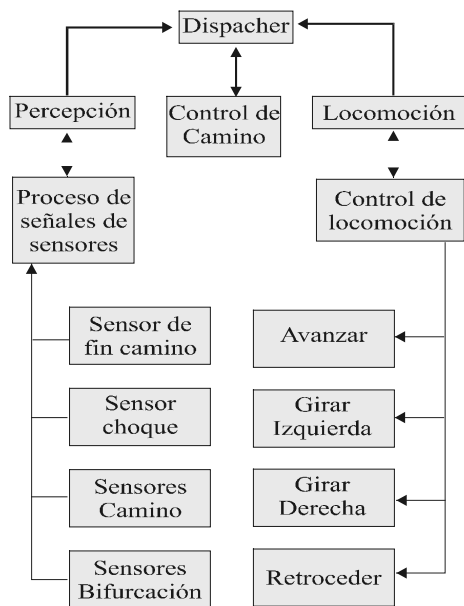 Dispacher
Percepción
Control de
Camino
Locomoción
Proceso de
señales de
sensores
Control de
locomoción
Sensor de
fin camino
Avanzar
Sensor
choque
Girar
Izquierda
Sensores
Camino
Girar
Derecha
Sensores
Bifurcación
Retroceder